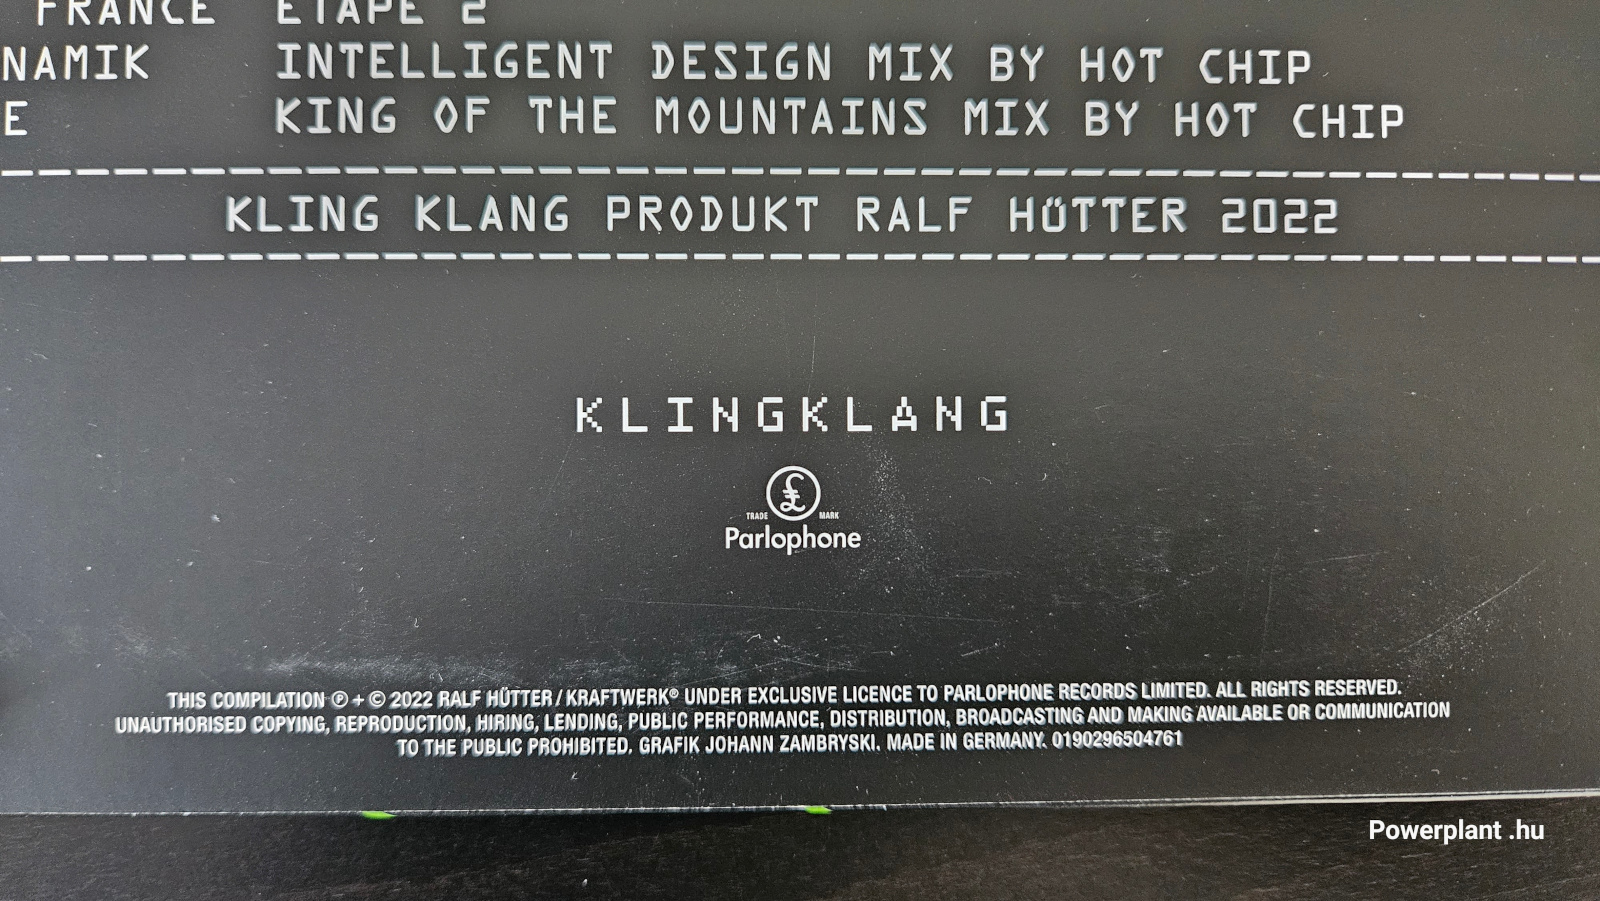 FRANCE ETAPE 2
NAMIK INTELLIGENT DESIGN MIX BY HOT CHIP
E KING OF THE MOUNTAINS MIX BY HOT CHIP
KLING KLANG PRODUKT RALF HÜTTER 2022
KLINGKLANG
TRADE MARK
Parlophone
THIS COMPILATION ℗ + © 2022 RALF HÜTTER / KRAFTWERK® UNDER EXCLUSIVE LICENCE TO PARLOPHONE RECORDS LIMITED. ALL RIGHTS RESERVED.
UNAUTHORISED COPYING, REPRODUCTION, HIRING, LENDING, PUBLIC PERFORMANCE, DISTRIBUTION, BROADCASTING AND MAKING AVAILABLE OR COMMUNICATION
TO THE PUBLIC PROHIBITED. GRAFIK JOHANN ZAMBRYSKI. MADE IN GERMANY. 0190296504761
Powerplant .hu